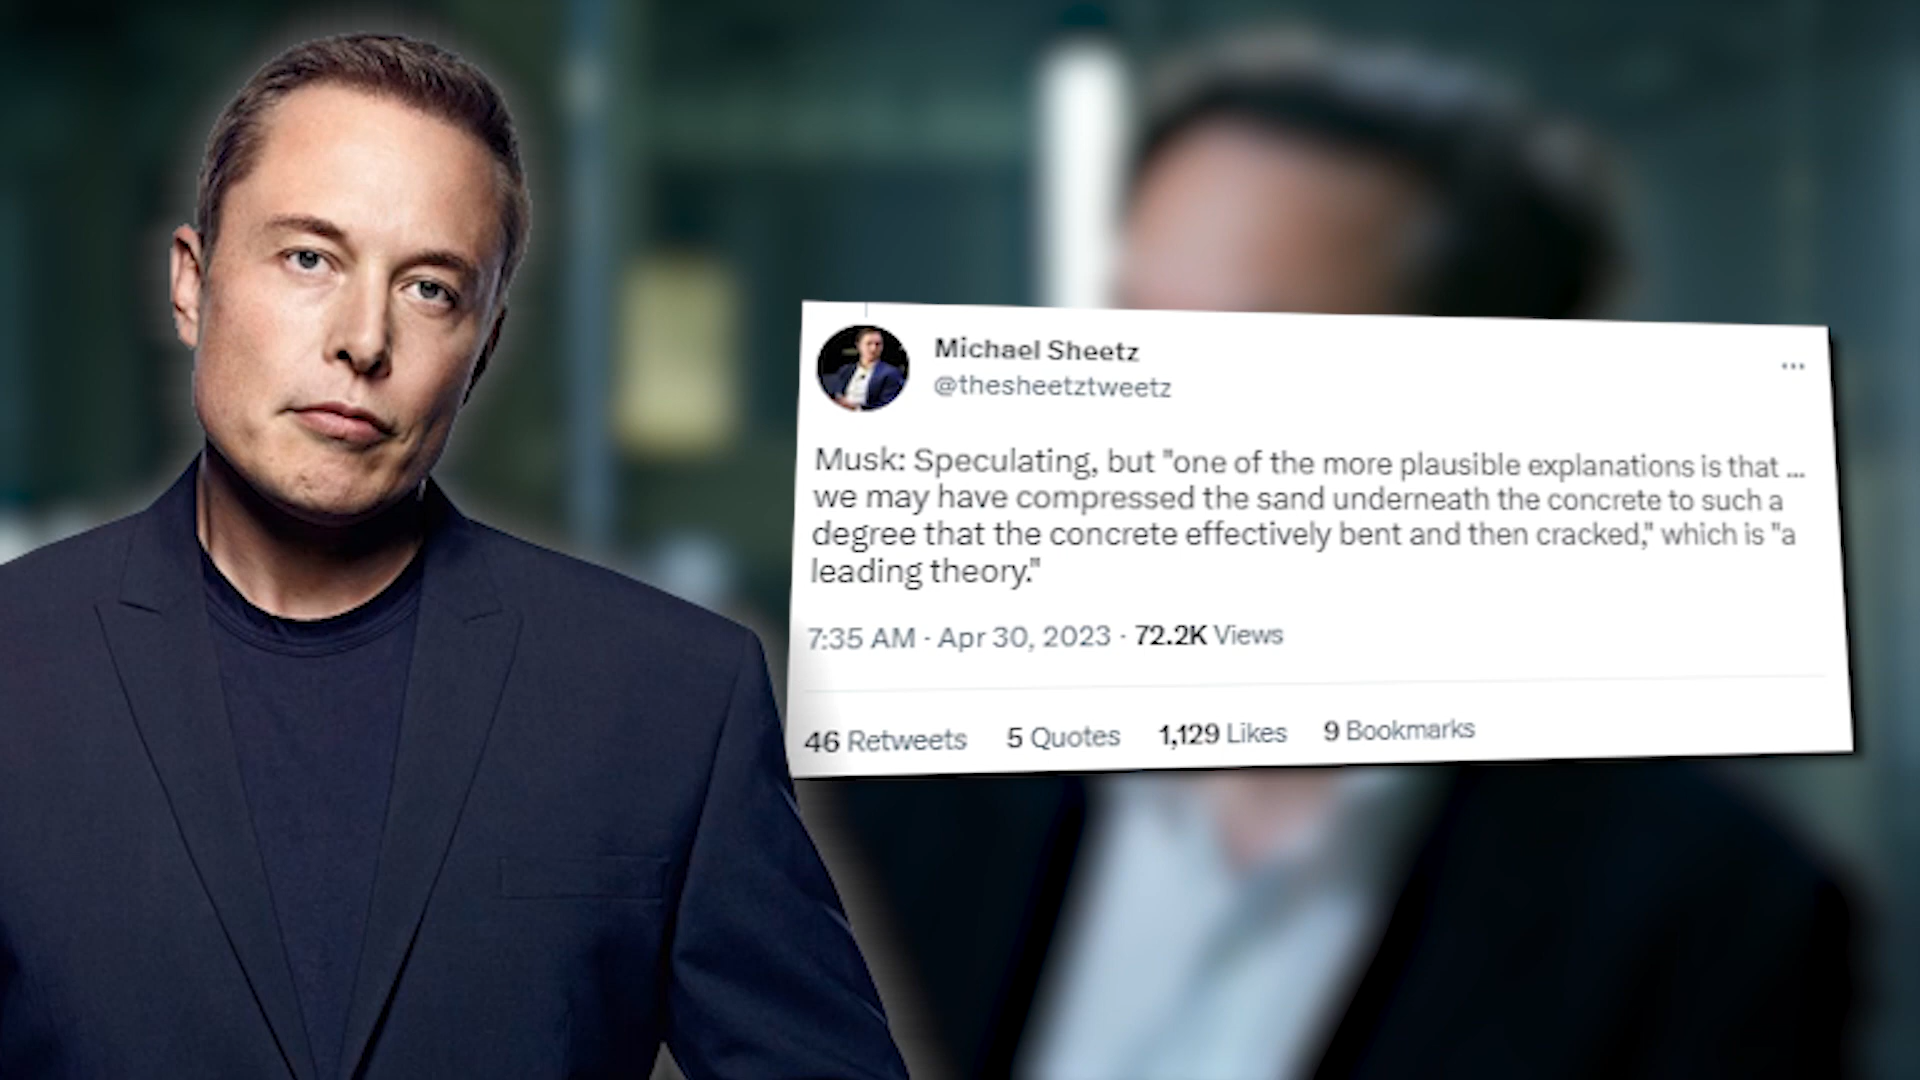 Michael Sheetz
@thesheetztweetz
Musk: Speculating, but "one of the more plausible explanations is that ...
we may have compressed the sand underneath the concrete to such a
degree that the concrete effectively bent and then cracked," which is "a
leading theory."
7:35 AM · Apr 30, 2023 · 72.2K Views
46 Retweets 5 Quotes 1,129 Likes 9 Bookmarks